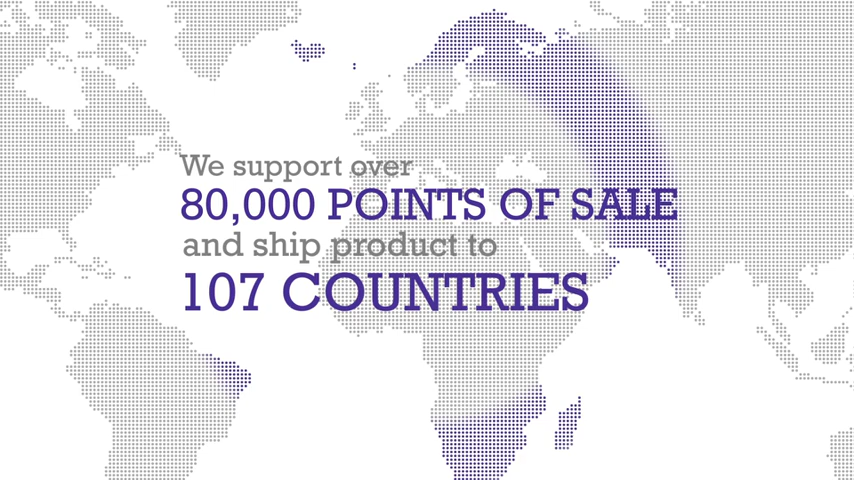 We support over
80,000 POINTS OF SALE
and ship product to
107 COUNTRIES